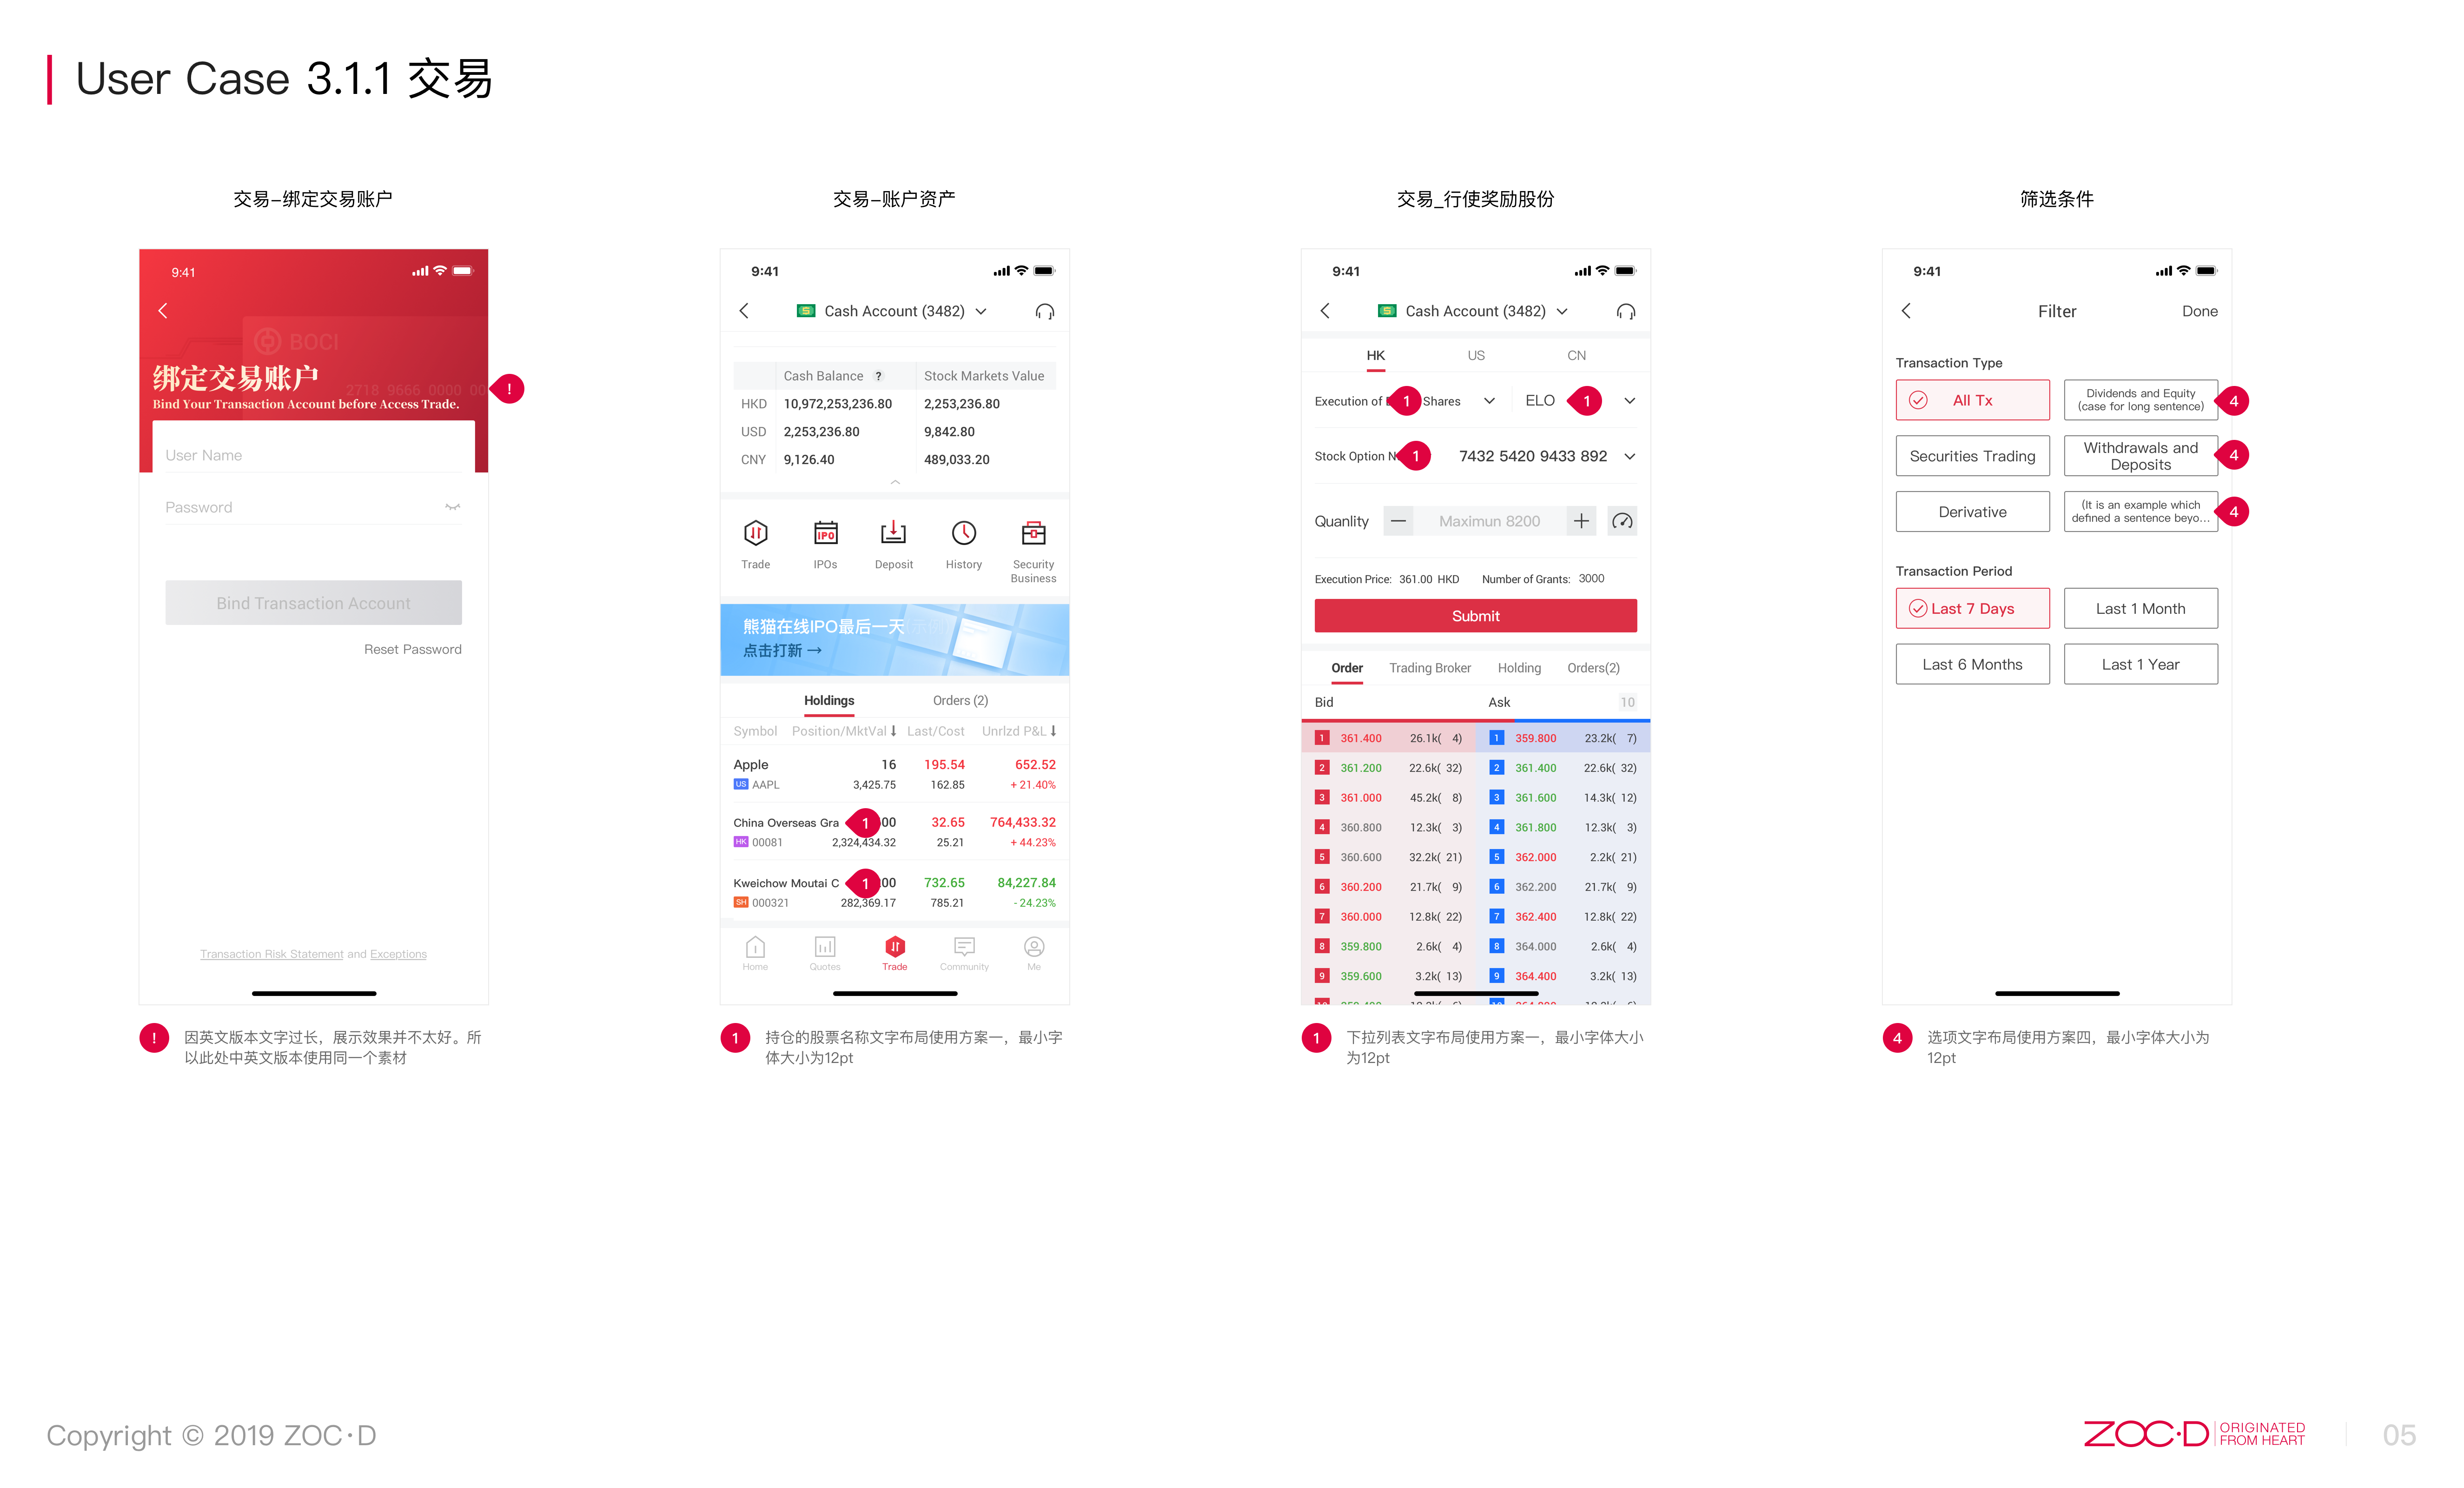 User Case 3.1.1 交易
交易–绑定交易账户
9:41
BOCI
绑定交易账户
2718 9666 0000 00
Bind Your Transaction Account before Access Trade.
!
User Name
Password
Bind Transaction Account
Reset Password
Transaction Risk Statement and Exceptions
! 因英文版本文字过长，展示效果并不太好。所
以此处中英文版本使用同一个素材
交易–账户资产
9:41
Cash Account (3482)
Cash Balance ? Stock Markets Value
HKD 10,972,253,236.80 2,253,236.80
USD 2,253,236.80 9,842.80
CNY 9,126.40 489,033.20
Trade IPOs Deposit History Security
Business
IPO
熊猫在线IPO最后一天
点击打新 →
Holdings Orders (2)
Symbol Position/MktVal Last/Cost Unrlzd P&L
Apple 16 195.54 652.52
US AAPL 3,425.75 162.85 + 21.40%
China Overseas Gra 1 00 32.65 764,433.32
HK 00081 2,324,434.32 25.21 + 44.23%
Kweichow Moutai C 1 00 732.65 84,227.84
SH 000321 282,369.17 785.21 - 24.23%
Home Quotes Trade Community Me
1 持仓的股票名称文字布局使用方案一，最小字
体大小为12pt
交易_行使奖励股份
9:41
Cash Account (3482)
HK US CN
Execution of 1 Shares ELO 1
Stock Option 1 7432 5420 9433 892
Quanlity Maximun 8200
Execution Price: 361.00 HKD Number of Grants: 3000
Submit
Order Trading Broker Holding Orders(2)
Bid Ask 10
1 361.400 26.1k( 4) 1 359.800 23.2k( 7)
2 361.200 22.6k( 32) 2 361.400 22.6k( 32)
3 361.000 45.2k( 8) 3 361.600 14.3k( 12)
4 360.800 12.3k( 3) 4 361.800 12.3k( 3)
5 360.600 32.2k( 21) 5 362.000 2.2k( 21)
6 360.200 21.7k( 9) 6 362.200 21.7k( 9)
7 360.000 12.8k( 22) 7 362.400 12.8k( 22)
8 359.800 2.6k( 4) 8 364.000 2.6k( 4)
9 359.600 3.2k( 13) 9 364.400 3.2k( 13)
1 下拉列表文字布局使用方案一，最小字体大小
为12pt
筛选条件
9:41
Filter Done
Transaction Type
All Tx
Dividends and Equity
(case for long sentence)
4
Securities Trading
Withdrawals and
Deposits
4
Derivative
(It is an example which
defined a sentence beyo...
4
Transaction Period
Last 7 Days Last 1 Month
Last 6 Months Last 1 Year
4 选项文字布局使用方案四，最小字体大小为
12pt
Copyright © 2019 ZOC·D
ZOC·D ORIGINATED
FROM HEART
05